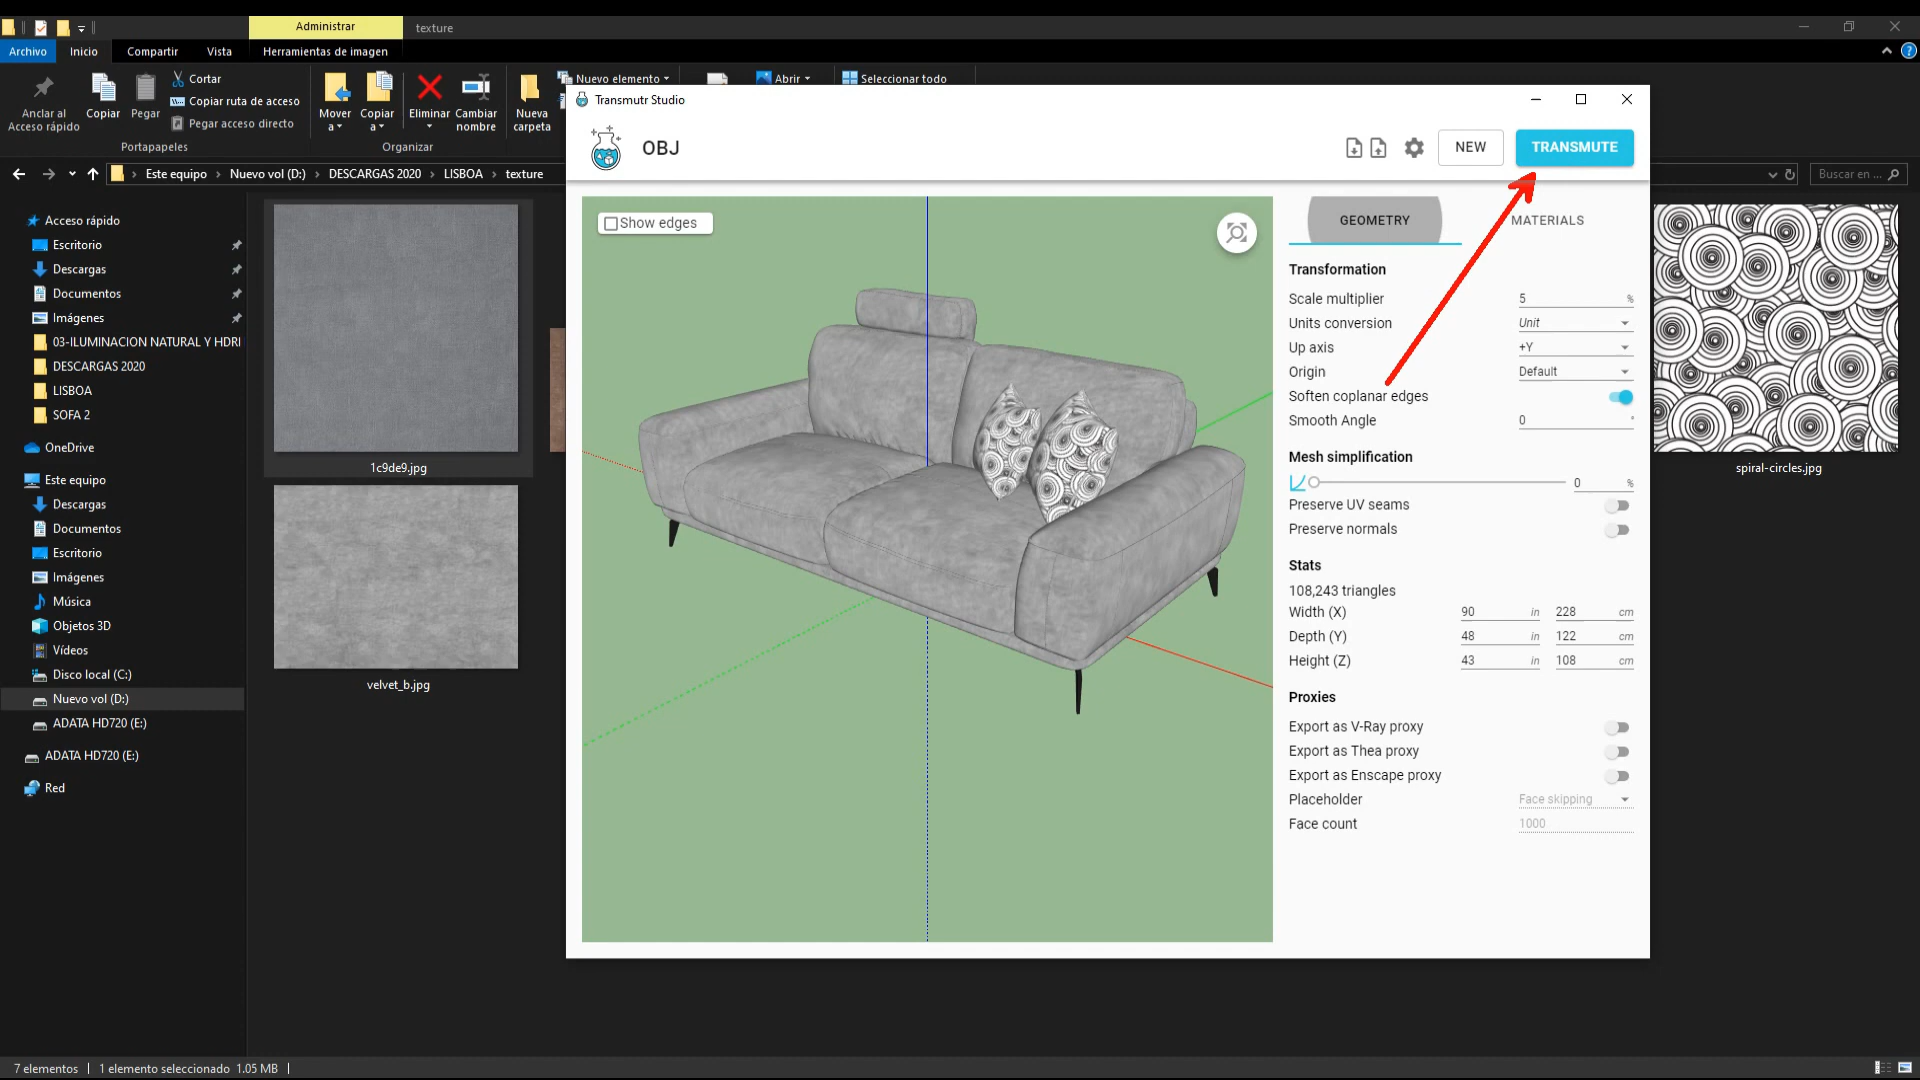 Administrar
texture
Archivo
Inicio
Compartir
Vista
Herramientas de imagen
Anclar al
Acceso rápido
Copiar
Pegar
Cortar
Copiar ruta de acceso
Pegar acceso directo
Portapapeles
Mover
a
Copiar
a
Eliminar
Cambiar
nombre
Organizar
Nueva
carpeta
Nuevo elemento
Abrir
Seleccionar todo
Este equipo
Nuevo vol (D:)
DESCARGAS 2020
LISBOA
texture
Buscar en ...
Acceso rápido
Escritorio
Descargas
Documentos
Imágenes
03-ILUMINACION NATURAL Y HDRI
DESCARGAS 2020
LISBOA
SOFA 2
OneDrive
Este equipo
Descargas
Documentos
Escritorio
Imágenes
Música
Objetos 3D
Vídeos
Disco local (C:)
Nuevo vol (D:)
ADATA HD720 (E:)
ADATA HD720 (E:)
Red
1c9de9.jpg
velvet_b.jpg
spiral-circles.jpg
Transmutr Studio
OBJ
NEW
TRANSMUTE
Show edges
GEOMETRY
MATERIALS
Transformation
Scale multiplier 5 %
Units conversion Unit
Up axis +Y
Origin Default
Soften coplanar edges
Smooth Angle 0 °
Mesh simplification
0 %
Preserve UV seams
Preserve normals
Stats
108,243 triangles
Width (X) 90 in 228 cm
Depth (Y) 48 in 122 cm
Height (Z) 43 in 108 cm
Proxies
Export as V-Ray proxy
Export as Thea proxy
Export as Enscape proxy
Placeholder Face skipping
Face count 1000
7 elementos
1 elemento seleccionado 1.05 MB